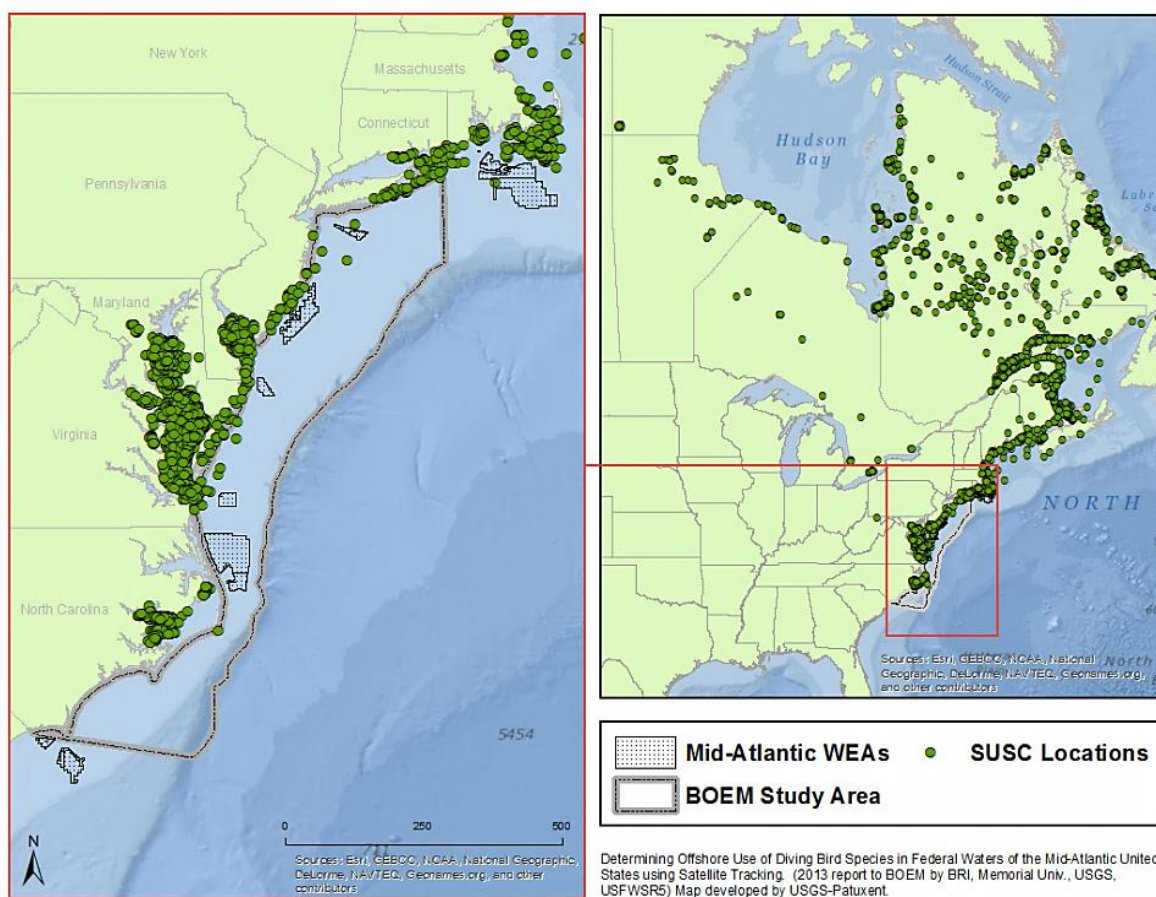 New York
Massachusetts
Connecticut
Pennsylvania
Maryland
Virginia
North Carolina
5454
N
0 250 500
Sources: Esri, GEBCO, NOAA, National Geographic,
DeLorme, NAVTEQ, Geonames.org, and other
contributors
Hudson Strait
Hudson
Bay
NORTH
North
Sources: Esri, GEBCO, NOAA, National
Geographic, DeLorme, NAVTEQ, Geonames.org,
and other contributors
Mid-Atlantic WEAs
SUSC Locations
BOEM Study Area
Determining Offshore Use of Diving Bird Species in Federal Waters of the Mid-Atlantic United
States using Satellite Tracking. (2013 report to BOEM by BRI, Memorial Univ., USGS,
USFWSR5) Map developed by USGS-Patuxent.